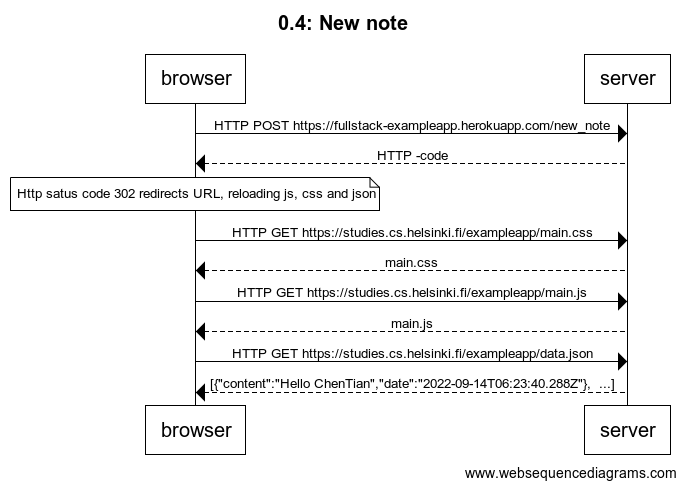 0.4: New note
browser
server
HTTP POST https://fullstack-exampleapp.herokuapp.com/new_note
HTTP -code
Http satus code 302 redirects URL, reloading js, css and json
HTTP GET https://studies.cs.helsinki.fi/exampleapp/main.css
main.css
HTTP GET https://studies.cs.helsinki.fi/exampleapp/main.js
main.js
HTTP GET https://studies.cs.helsinki.fi/exampleapp/data.json
[{"content":"Hello ChenTian","date":"2022-09-14T06:23:40.288Z"},  ...]
browser
server
www.websequencediagrams.com